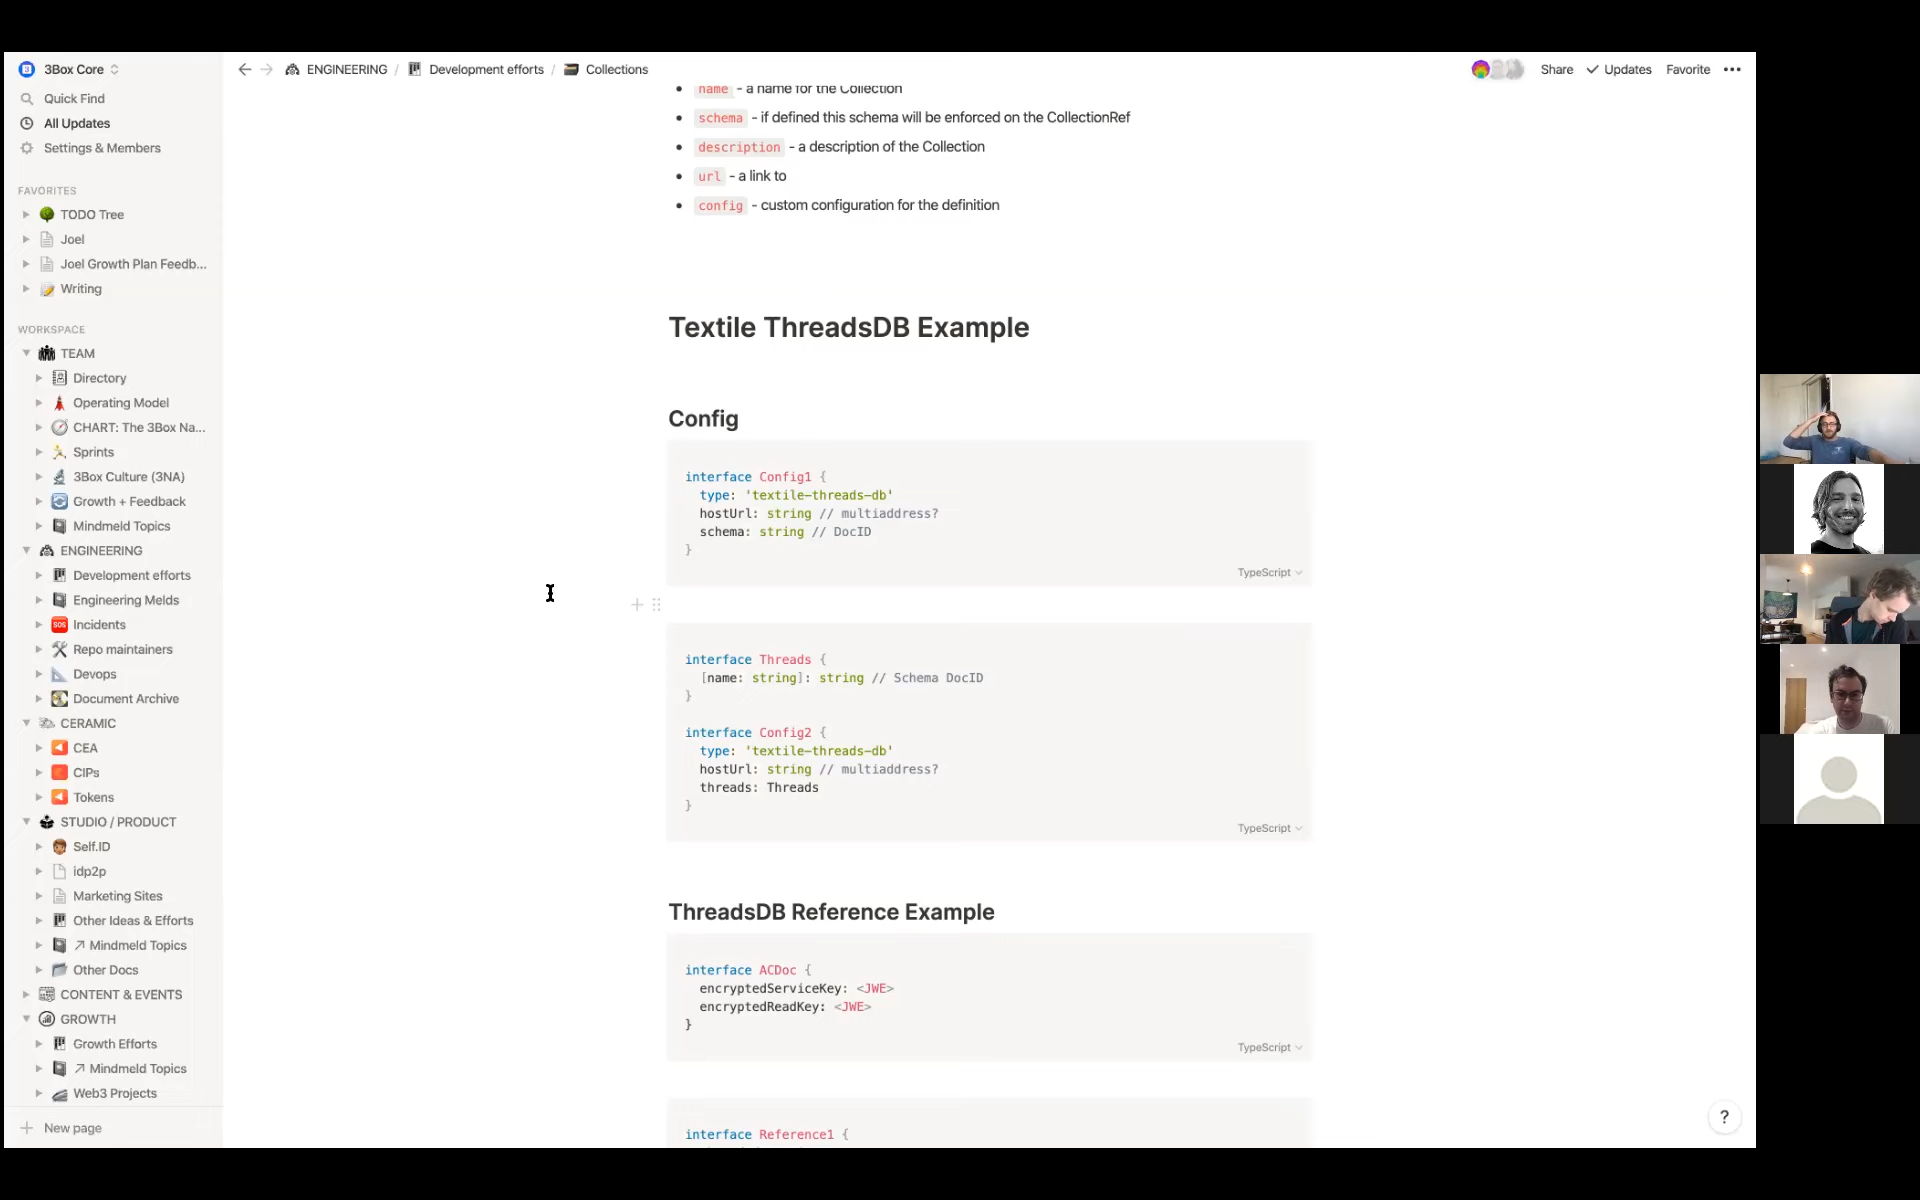 3Box Core
Quick Find
All Updates
Settings & Members
FAVORITES
TODO Tree
Joel
Joel Growth Plan Feedb...
Writing
WORKSPACE
TEAM
Directory
Operating Model
CHART: The 3Box Na...
Sprints
3Box Culture (3NA)
Growth + Feedback
Mindmeld Topics
ENGINEERING
Development efforts
Engineering Melds
SOS Incidents
Repo maintainers
Devops
Document Archive
CERAMIC
CEA
CIPs
Tokens
STUDIO / PRODUCT
Self.ID
idp2p
Marketing Sites
Other Ideas & Efforts
Mindmeld Topics
Other Docs
CONTENT & EVENTS
GROWTH
Growth Efforts
Mindmeld Topics
Web3 Projects
New page
ENGINEERING / Development efforts / Collections
Share Updates Favorite
name - a name for the Collection
schema - if defined this schema will be enforced on the CollectionRef
description - a description of the Collection
url - a link to
config - custom configuration for the definition
Textile ThreadsDB Example
Config
interface Config1 {
type: 'textile-threads-db'
hostUrl: string // multiaddress?
schema: string // DocID
}
TypeScript
interface Threads {
[name: string]: string // Schema DocID
}
interface Config2 {
type: 'textile-threads-db'
hostUrl: string // multiaddress?
threads: Threads
}
TypeScript
ThreadsDB Reference Example
interface ACDoc {
encryptedServiceKey: <JWE>
encryptedReadKey: <JWE>
}
TypeScript
interface Reference1 {
?